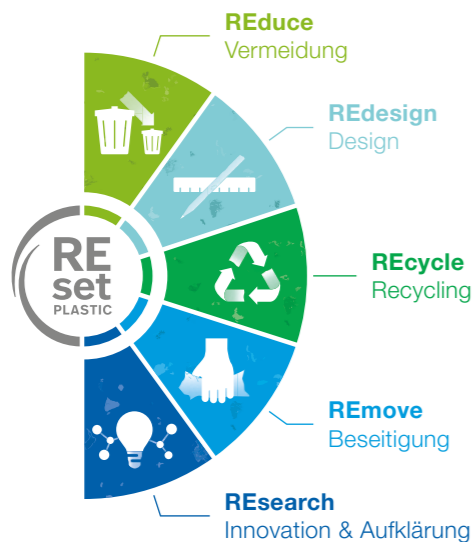 REduce
Vermeidung
REdesign
Design
RE
set
PLASTIC
REcycle
Recycling
REmove
Beseitigung
REsearch
Innovation & Aufklärung